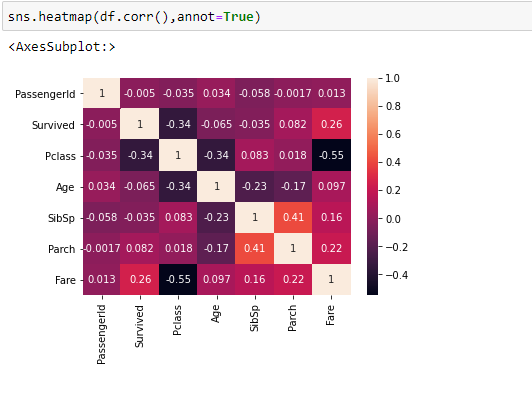 sns.heatmap(df.corr(),annot=True)
<AxesSubplot:>
PassengerId 1 -0.005 -0.035 0.034 -0.058 -0.0017 0.013
Survived -0.005 1 -0.34 -0.065 -0.035 0.082 0.26
Pclass -0.035 -0.34 1 -0.34 0.083 0.018 -0.55
Age 0.034 -0.065 -0.34 1 -0.23 -0.17 0.097
SibSp -0.058 -0.035 0.083 -0.23 1 0.41 0.16
Parch -0.0017 0.082 0.018 -0.17 0.41 1 0.22
Fare 0.013 0.26 -0.55 0.097 0.16 0.22 1
PassengerId Survived Pclass Age SibSp Parch Fare
1.0
0.8
0.6
0.4
0.2
0.0
−0.2
−0.4